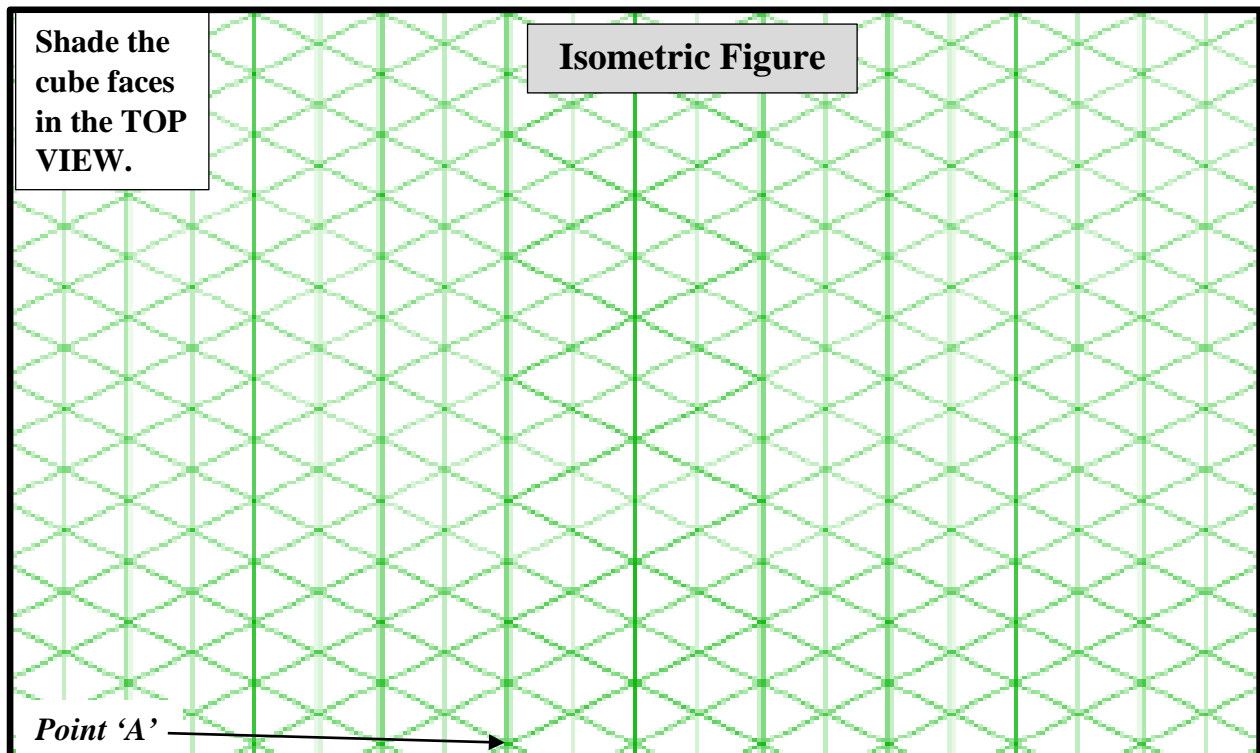 Shade the
cube faces
in the TOP
VIEW.
Isometric Figure
Point ‘A’